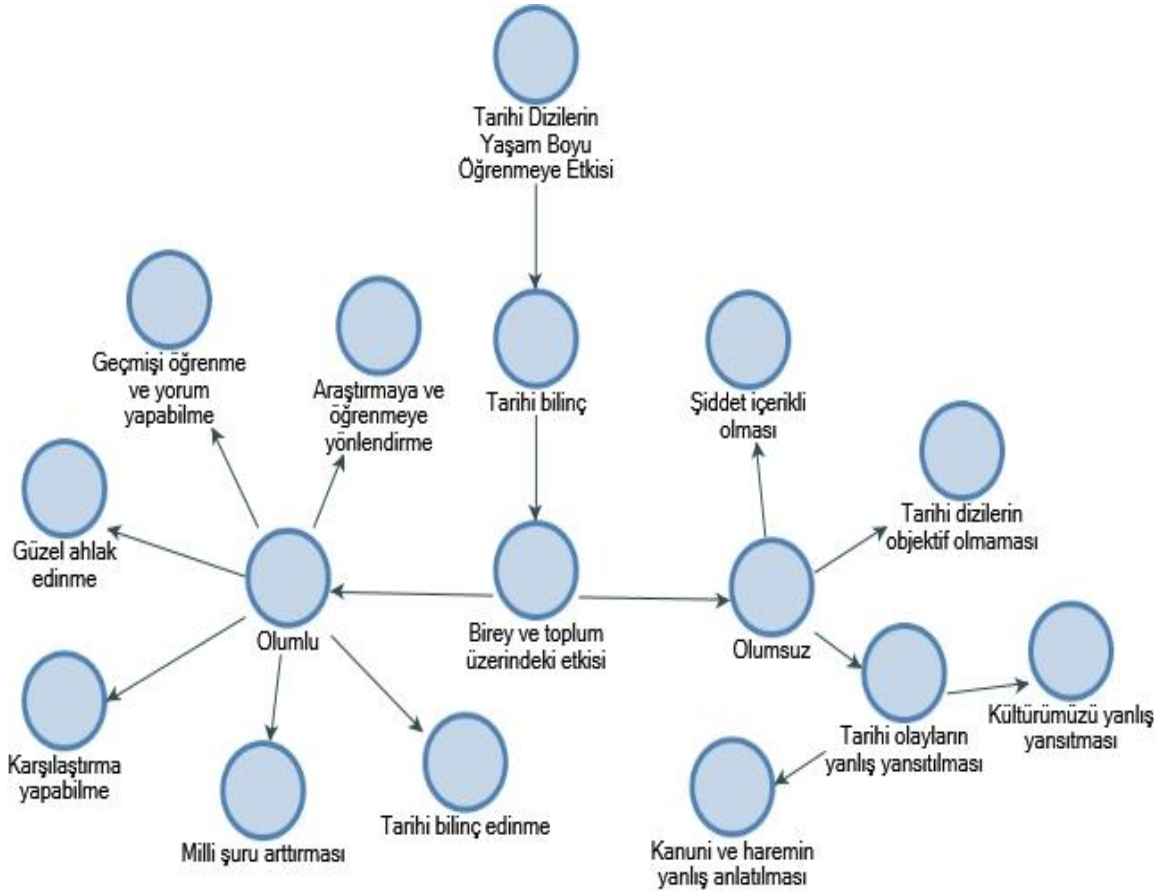 Tarihi Dizilerin
Yaşam Boyu
Öğrenmeye Etkisi
Geçmişi öğrenme
ve yorum
yapabilme
Araştırmaya ve
öğrenmeye
yönlendirme
Tarihi bilinç
Şiddet içerikli
olması
Tarihi dizilerin
objektif olmaması
Güzel ahlak
edinme
Olumlu
Birey ve toplum
üzerindeki etkisi
Olumsuz
Kültürümüzü yanlış
yansıtması
Tarihi olayların
yanlış yansıtılması
Karşılaştırma
yapabilme
Milli şuru arttırması
Tarihi bilinç edinme
Kanuni ve haremin
yanlış anlatılması